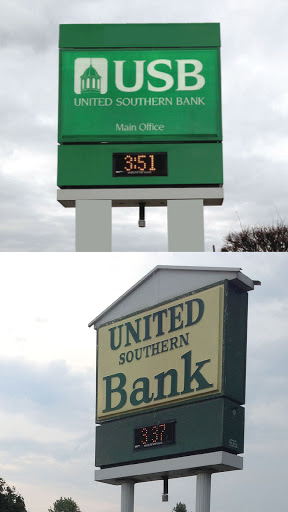 USB
UNITED SOUTHERN BANK
Main Office
3:51
UNITED
SOUTHERN
Bank
3:37